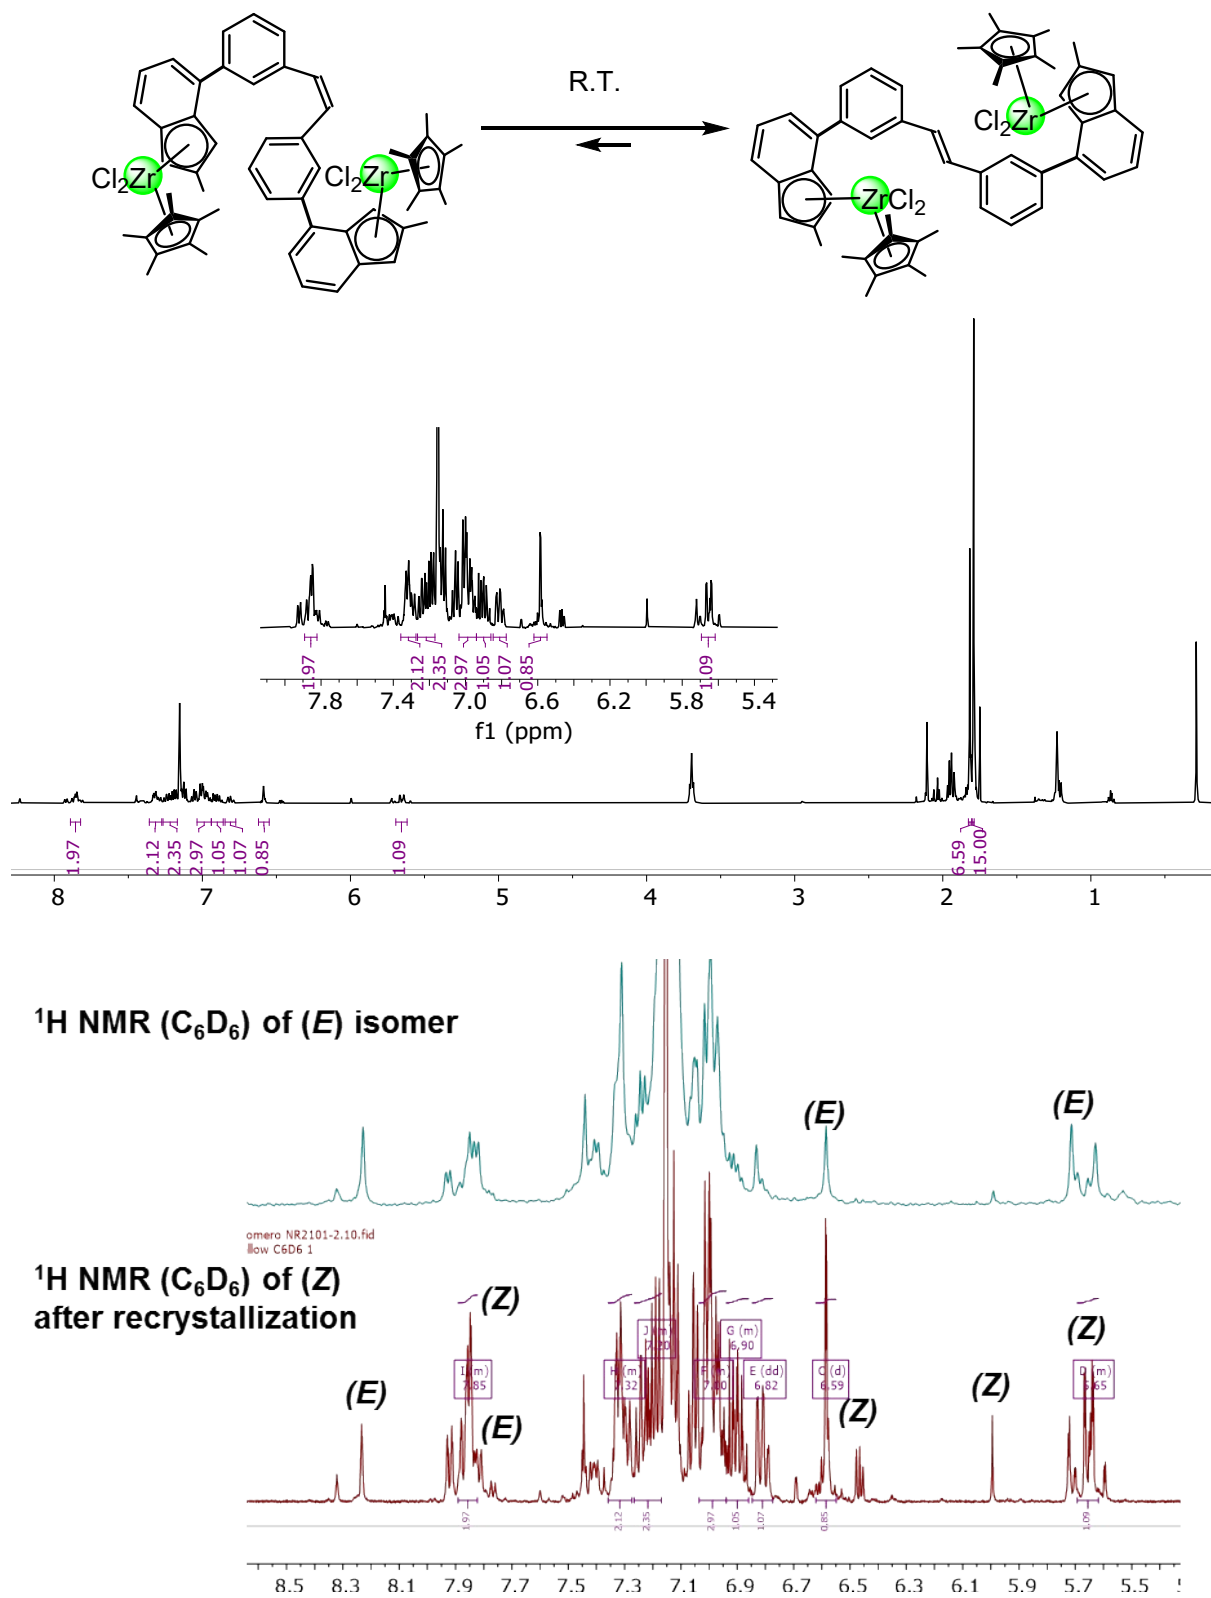 R.T.
Cl2Zr
Cl2Zr
Cl2Zr
ZrCl2
1.97
2.12
2.35
2.97
1.05
1.07
0.85
1.09
7.8 7.4 7.0 6.6 6.2 5.8 5.4
f1 (ppm)
1.97
2.12
2.35
2.97
1.05
1.07
0.85
1.09
6.59
15.00
8 7 6 5 4 3 2 1
1H NMR (C6D6) of (E) isomer
(E)
(E)
omero NR2101-2.10.fid
llow C6D6 1
1H NMR (C6D6) of (Z)
after recrystallization
(Z)
(E)
(E)
(Z)
(Z)
(Z)
I (m)
7.85
H (m)
7.32
J (m)
7.20
F (m)
7.00
G (m)
6.90
E (dd)
6.82
C (d)
6.59
D (m)
5.65
1.97
2.12
2.35
2.97
1.05
1.07
0.85
1.09
8.5 8.3 8.1 7.9 7.7 7.5 7.3 7.1 6.9 6.7 6.5 6.3 6.1 5.9 5.7 5.5 5.